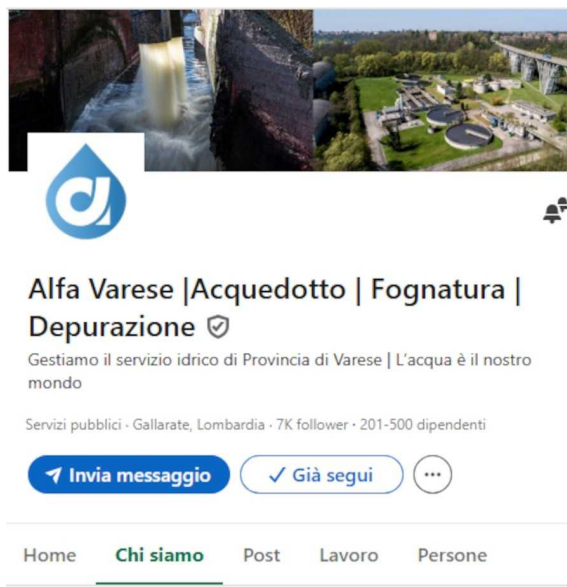 Alfa Varese |Acquedotto | Fognatura |
Depurazione
Gestiamo il servizio idrico di Provincia di Varese | L'acqua è il nostro
mondo
Servizi pubblici · Gallarate, Lombardia · 7K follower · 201-500 dipendenti
Invia messaggio
Già segui
Home Chi siamo Post Lavoro Persone